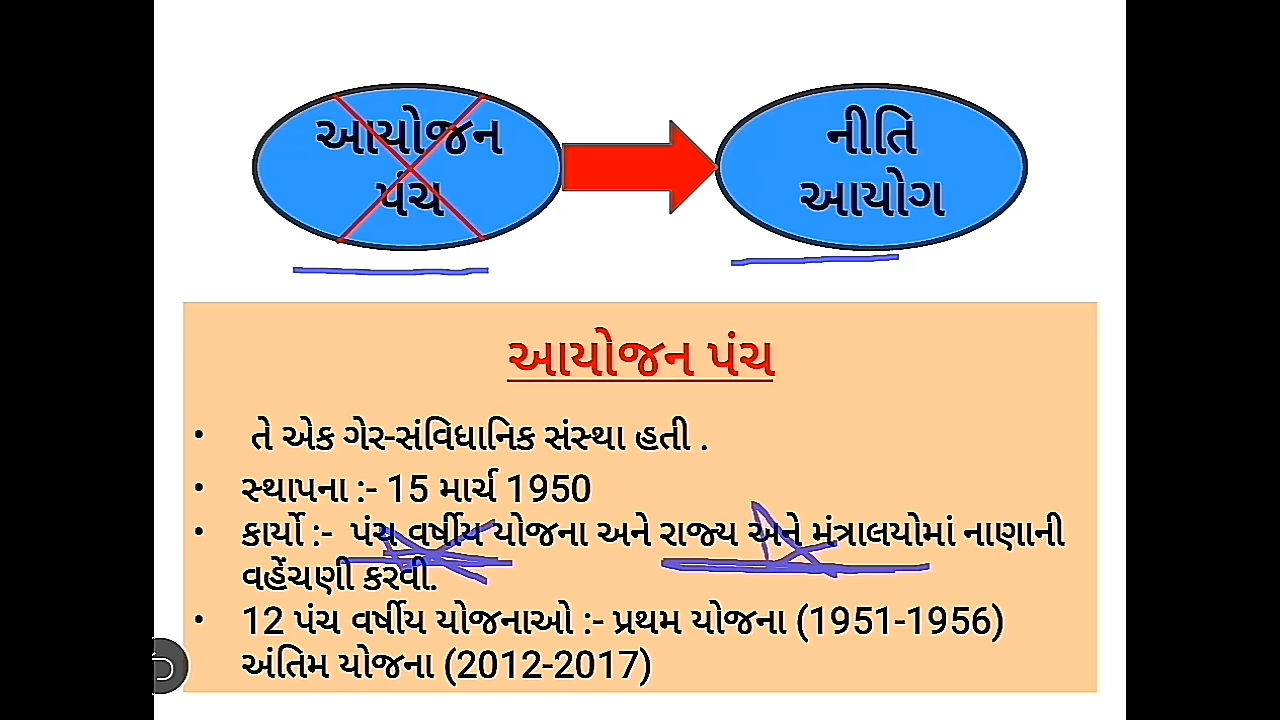 આયોજન
પંચ
નીતિ
આયોગ
આયોજન પંચ
• તે એક ગેર-સંવિધાનિક સંસ્થા હતી .
• સ્થાપના :- 15 માર્ચ 1950
• કાર્યો :- પંચ વર્ષીય યોજના અને રાજ્ય અને મંત્રાલયોમાં નાણાની
વહેંચણી કરવી.
• 12 પંચ વર્ષીય યોજનાઓ :- પ્રથમ યોજના (1951-1956)
અંતિમ યોજના (2012-2017)